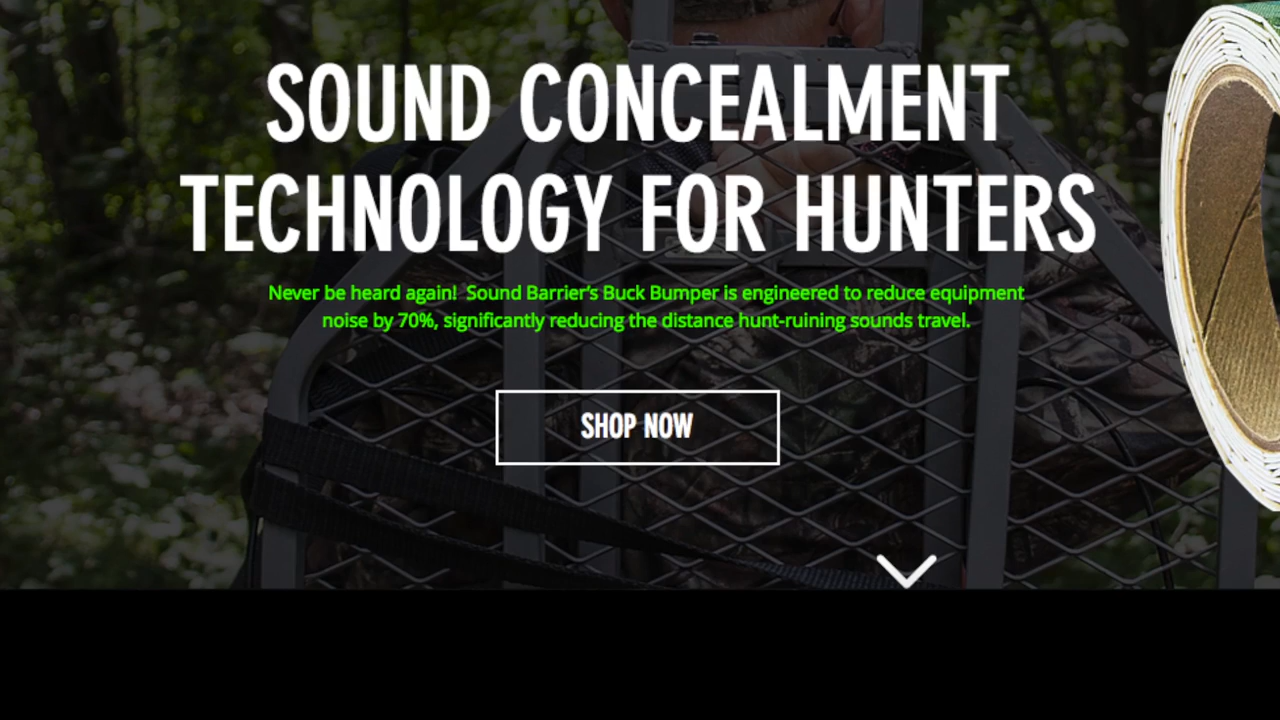 SOUND CONCEALMENT
TECHNOLOGY FOR HUNTERS
Never be heard again!  Sound Barrier's Buck Bumper is engineered to reduce equipment
noise by 70%, significantly reducing the distance hunt-ruining sounds travel.
SHOP NOW